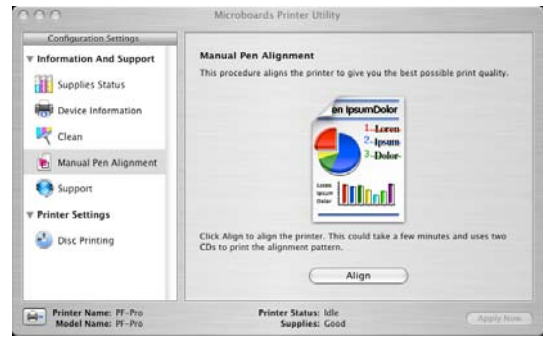 Microboards Printer Utility
Configuration Settings
Information And Support
Supplies Status
Device Information
Clean
Manual Pen Alignment
Support
Printer Settings
Disc Printing
Manual Pen Alignment
This procedure aligns the printer to give you the best possible print quality.
en IpsumDolor
1. Loren
2. Ipsum
3. Dolor
Loren
Ipsum
Dolor
Click Align to align the printer. This could take a few minutes and uses two
CDs to print the alignment pattern.
Align
Printer Name: PF-Pro
Model Name: PF-Pro
Printer Status: Idle
Supplies: Good
Apply Now